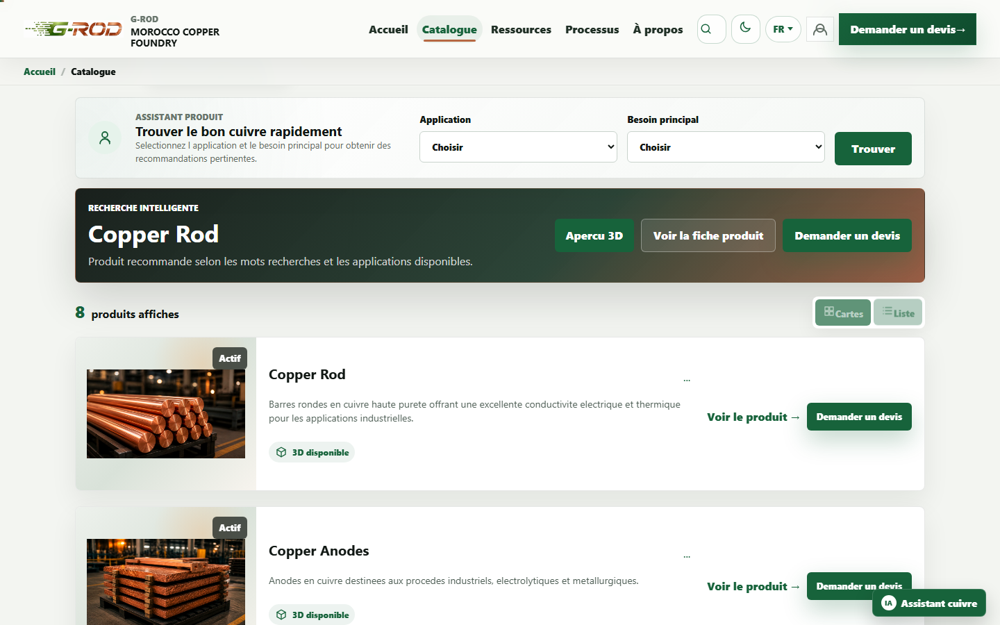 G-ROD
G-ROD
MOROCCO COPPER
FOUNDRY
Accueil
Catalogue
Ressources
Processus
À propos
FR
Demander un devis→
Accueil / Catalogue
ASSISTANT PRODUIT
Trouver le bon cuivre rapidement
Selectionnez l application et le besoin principal pour obtenir des
recommandations pertinentes.
Application
Choisir
Besoin principal
Choisir
Trouver
RECHERCHE INTELLIGENTE
Copper Rod
Produit recommande selon les mots recherches et les applications disponibles.
Apercu 3D
Voir la fiche produit
Demander un devis
8 produits affiches
Cartes
Liste
Actif
Copper Rod
...
Barres rondes en cuivre haute purete offrant une excellente conductivite electrique et thermique
pour les applications industrielles.
3D disponible
Voir le produit →
Demander un devis
Actif
Copper Anodes
...
Anodes en cuivre destinees aux procedes industriels, electrolytiques et metallurgiques.
3D disponible
Voir le produit →
Demander un devis
IA Assistant cuivre